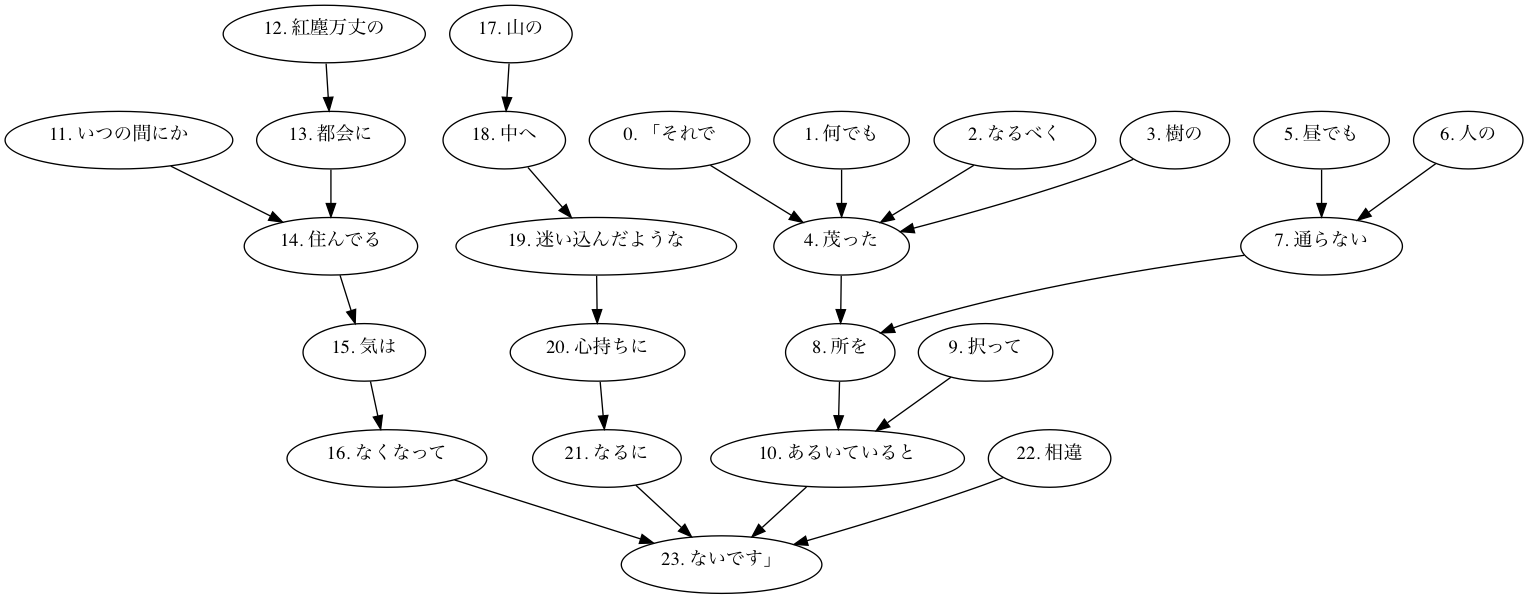 12. 紅塵万丈の
17. 山の
11. いつの間にか
13. 都会に
18. 中へ
0. 「それで
1. 何でも
2. なるべく
3. 樹の
5. 昼でも
6. 人の
14. 住んでる
19. 迷い込んだような
4. 茂った
7. 通らない
15. 気は
20. 心持ちに
8. 所を
9. 択って
16. なくなって
21. なるに
10. あるいていると
22. 相違
23. ないです」